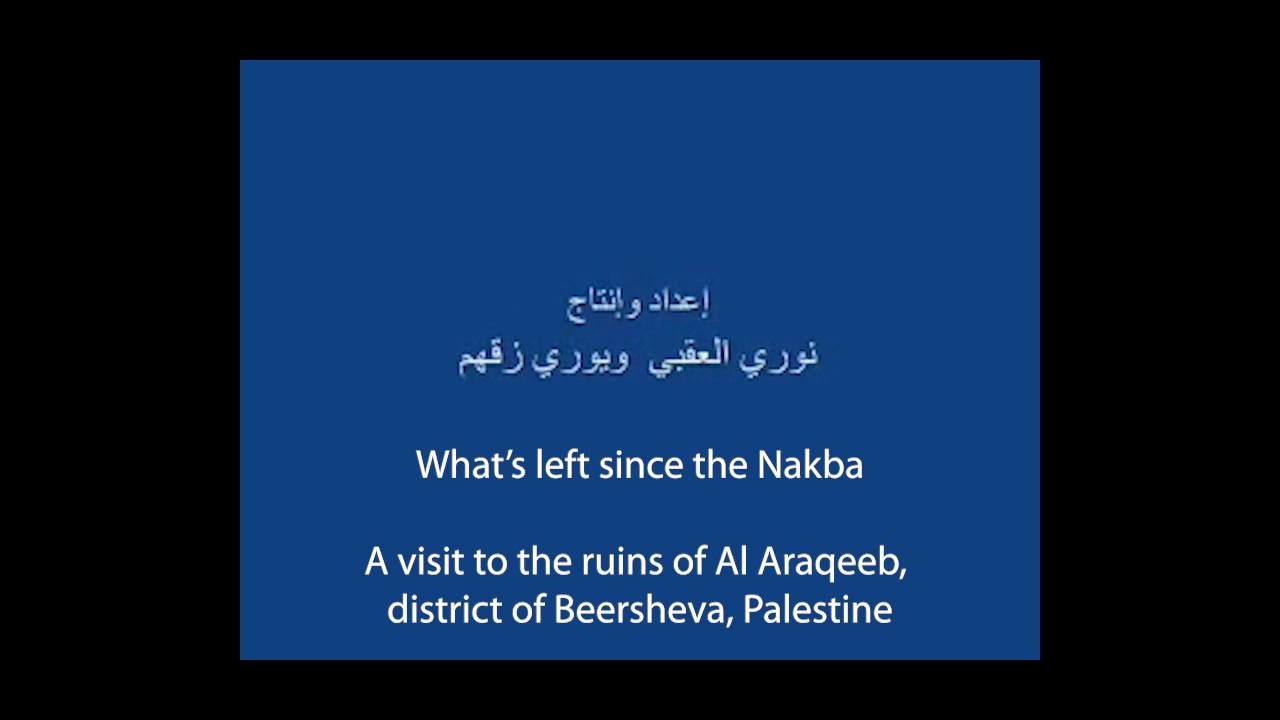 إعداد وإنتاج
نوري العقبي ويوري زقهم
What's left since the Nakba
A visit to the ruins of Al Araqeeb,
district of Beersheva, Palestine